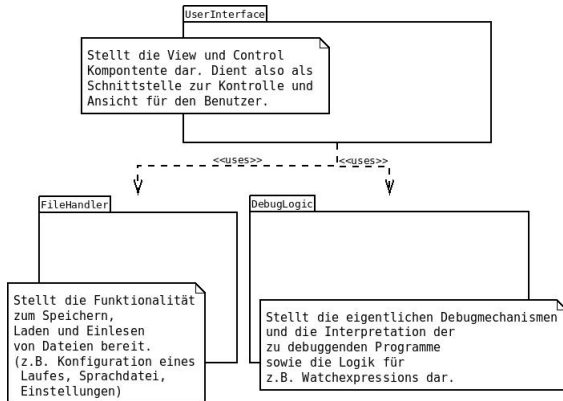 UserInterface
Stellt die View und Control
Kompontente dar. Dient also als
Schnittstelle zur Kontrolle und
Ansicht für den Benutzer.
<<uses>>
<<uses>>
FileHandler
Stellt die Funktionalität
zum Speichern,
Laden und Einlesen
von Dateien bereit.
(z.B. Konfiguration eines
Laufes, Sprachdatei,
Einstellungen)
DebugLogic
Stellt die eigentlichen Debugmechanismen
und die Interpretation der
zu debuggenden Programme
sowie die Logik für
z.B. Watchexpressions dar.